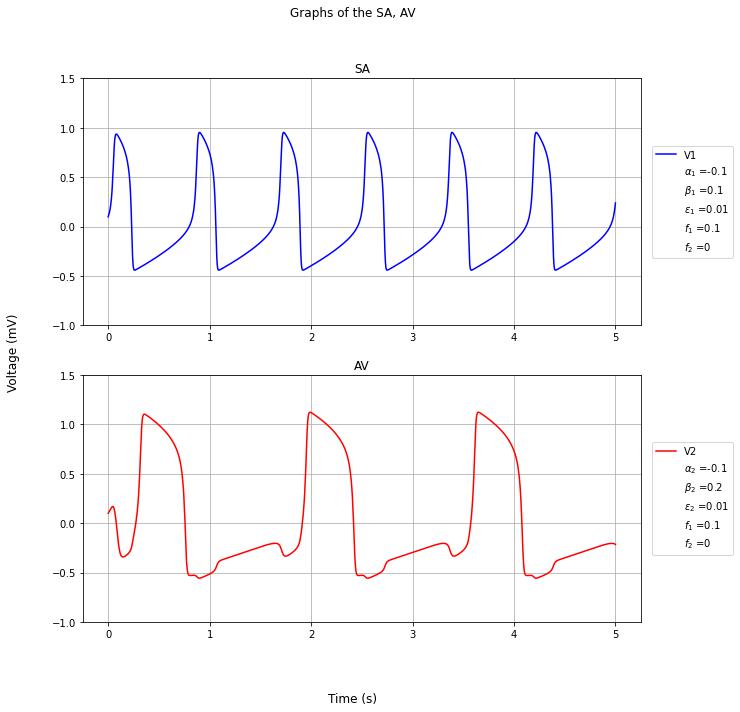 Graphs of the SA, AV
SA
1.5
1.0
0.5
0.0
−0.5
−1.0
0 1 2 3 4 5
V1
α₁ =-0.1
β₁ =0.1
ε₁ =0.01
f₁ =0.1
f₂ =0
Voltage (mV)
AV
1.5
1.0
0.5
0.0
−0.5
−1.0
0 1 2 3 4 5
V2
α₂ =-0.1
β₂ =0.2
ε₂ =0.01
f₁ =0.1
f₂ =0
Time (s)